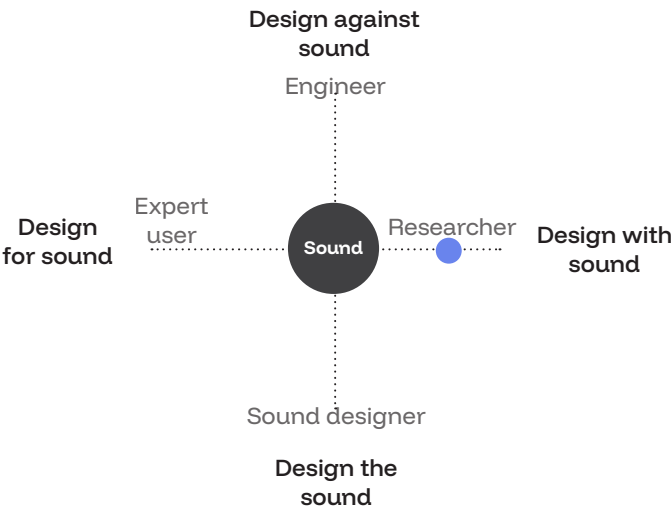 Design against
sound
Engineer
Expert
user
Design
for sound
Sound
Researcher
Design with
sound
Sound designer
Design the
sound